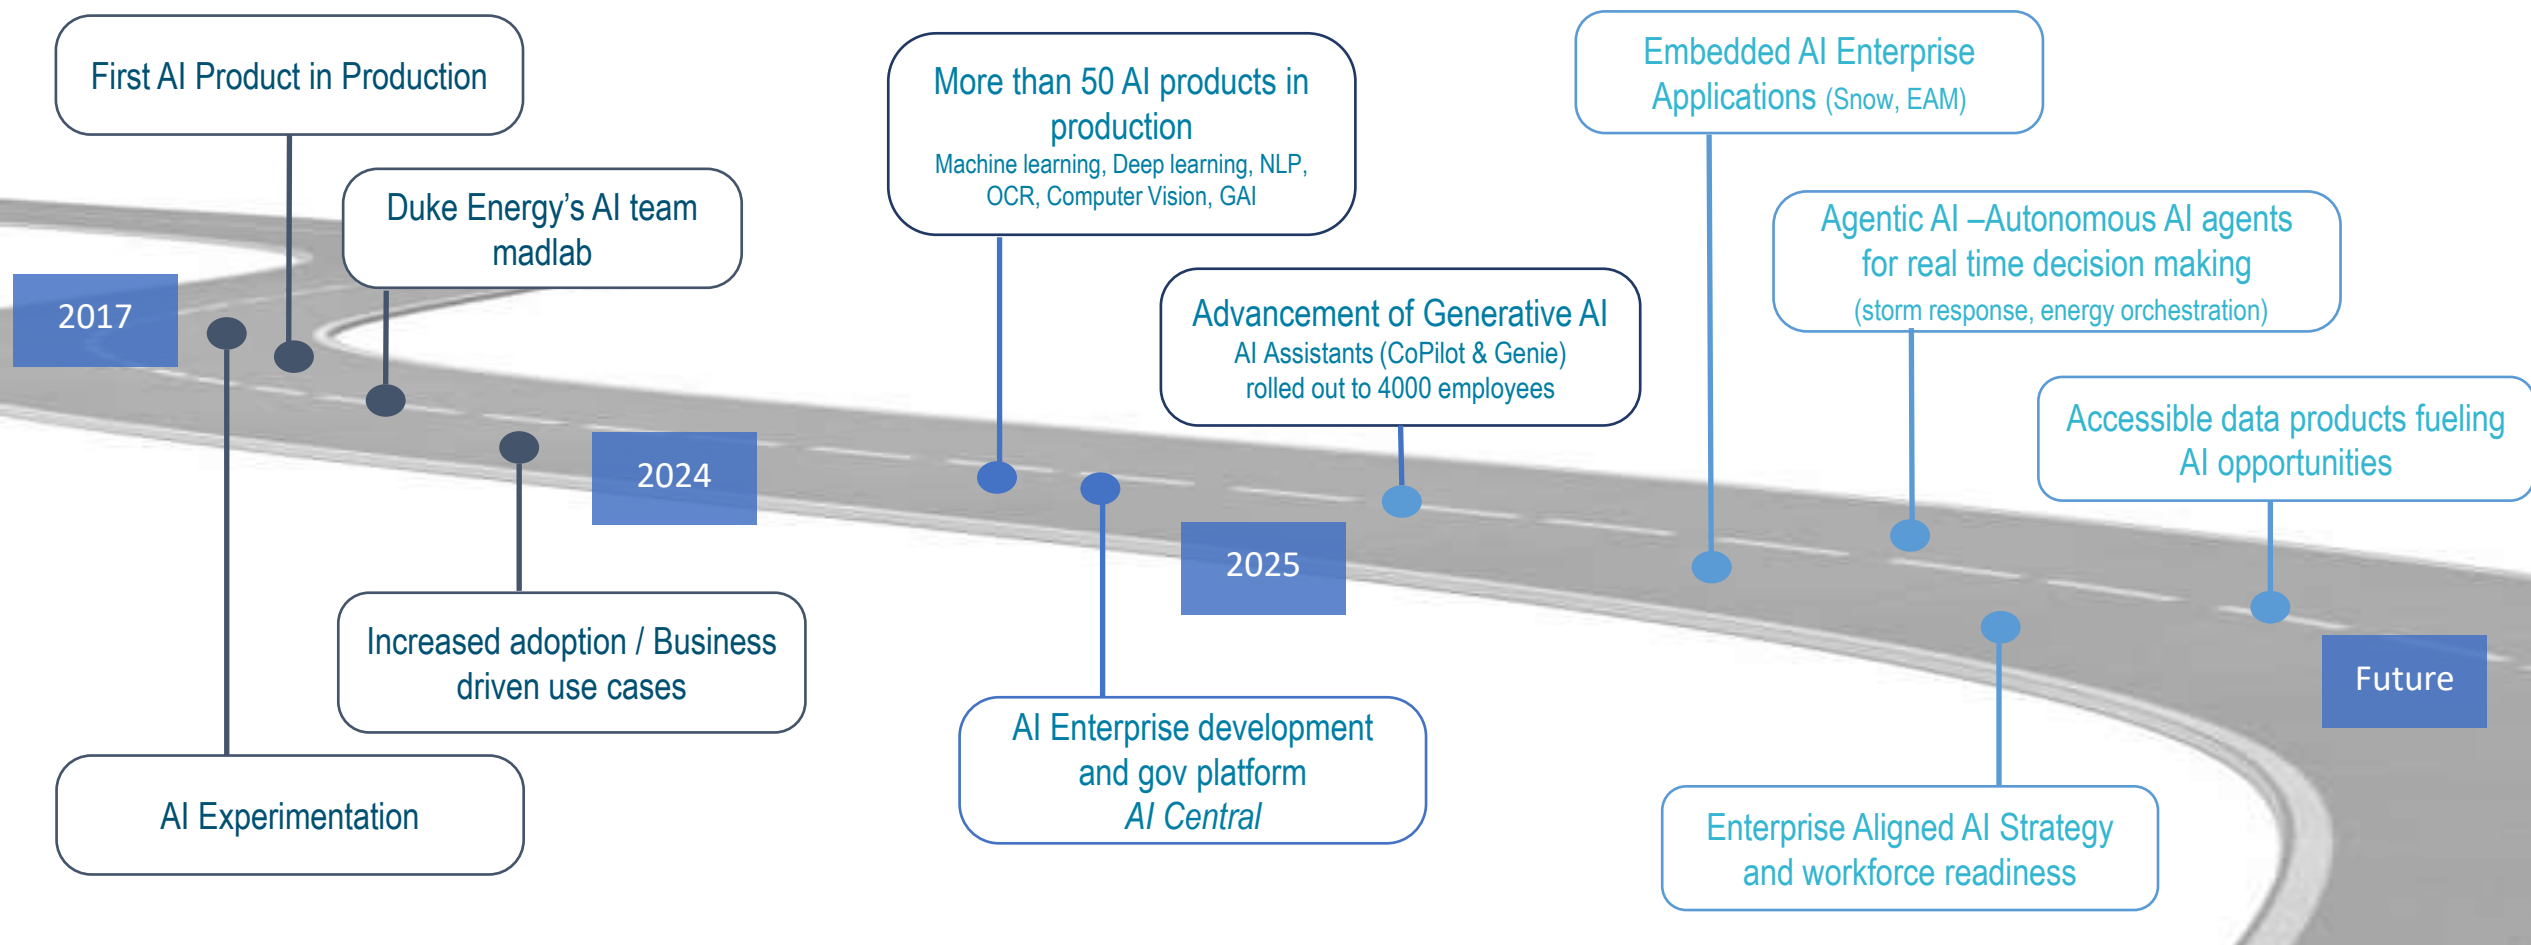 First AI Product in Production
Duke Energy's AI team
madlab
2017
AI Experimentation
Increased adoption / Business
driven use cases
2024
More than 50 AI products in
production
Machine learning, Deep learning, NLP,
OCR, Computer Vision, GAI
AI Enterprise development
and gov platform
AI Central
Advancement of Generative AI
AI Assistants (CoPilot & Genie)
rolled out to 4000 employees
2025
Embedded AI Enterprise
Applications (Snow, EAM)
Agentic AI –Autonomous AI agents
for real time decision making
(storm response, energy orchestration)
Enterprise Aligned AI Strategy
and workforce readiness
Accessible data products fueling
AI opportunities
Future